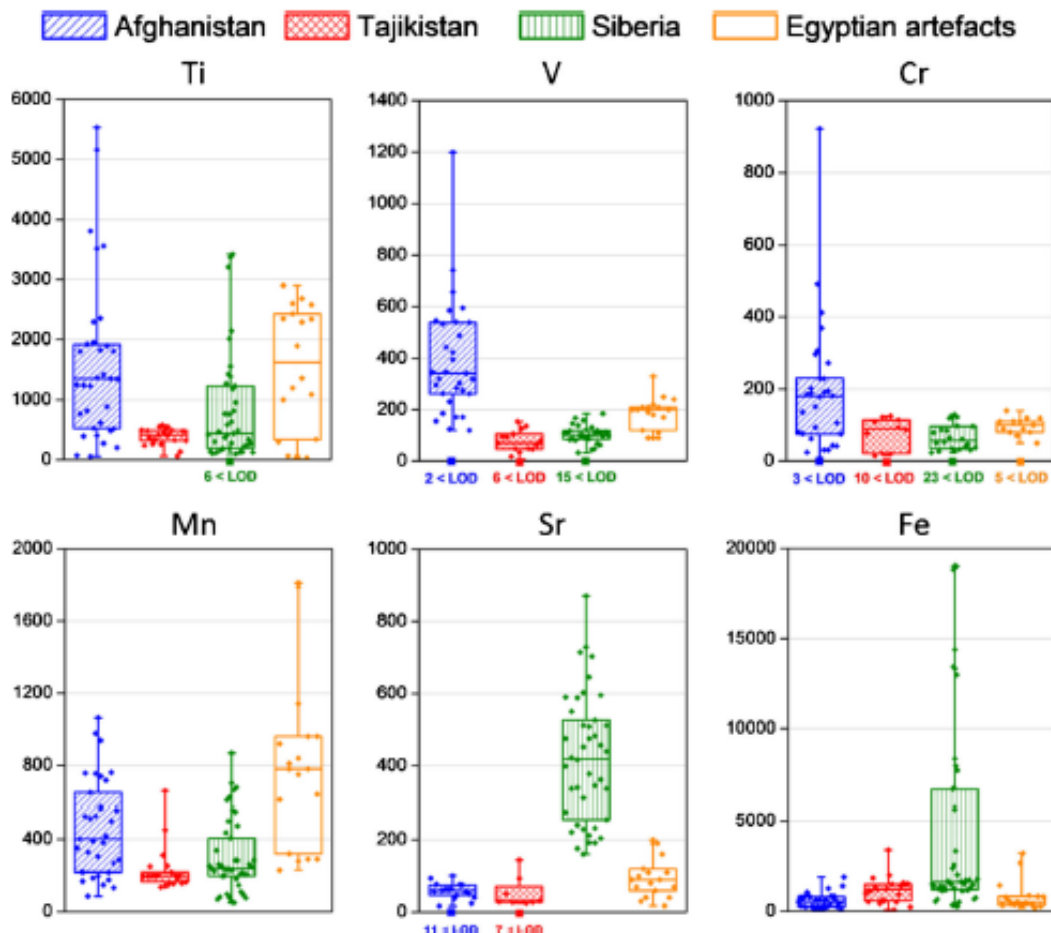 Afghanistan Tajikistan Siberia Egyptian artefacts
Ti V Cr
6000 1400 1000
5000 1200 800
4000 1000 600
3000 800 400
2000 600 200
1000 400 0
0 200
0
6 < LOD 2 < LOD 6 < LOD 15 < LOD 3 < LOD 10 < LOD 23 < LOD 5 < LOD
Mn Sr Fe
2000 1000 20000
1600 800 15000
1200 600 10000
800 400 5000
400 200 0
0 0